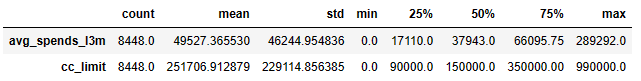 count mean std min 25% 50% 75% max
avg_spends_l3m 8448.0 49527.365530 46244.954836 0.0 17110.0 37943.0 66095.75 289292.0
cc_limit 8448.0 251706.912879 229114.856385 0.0 90000.0 150000.0 350000.00 990000.0